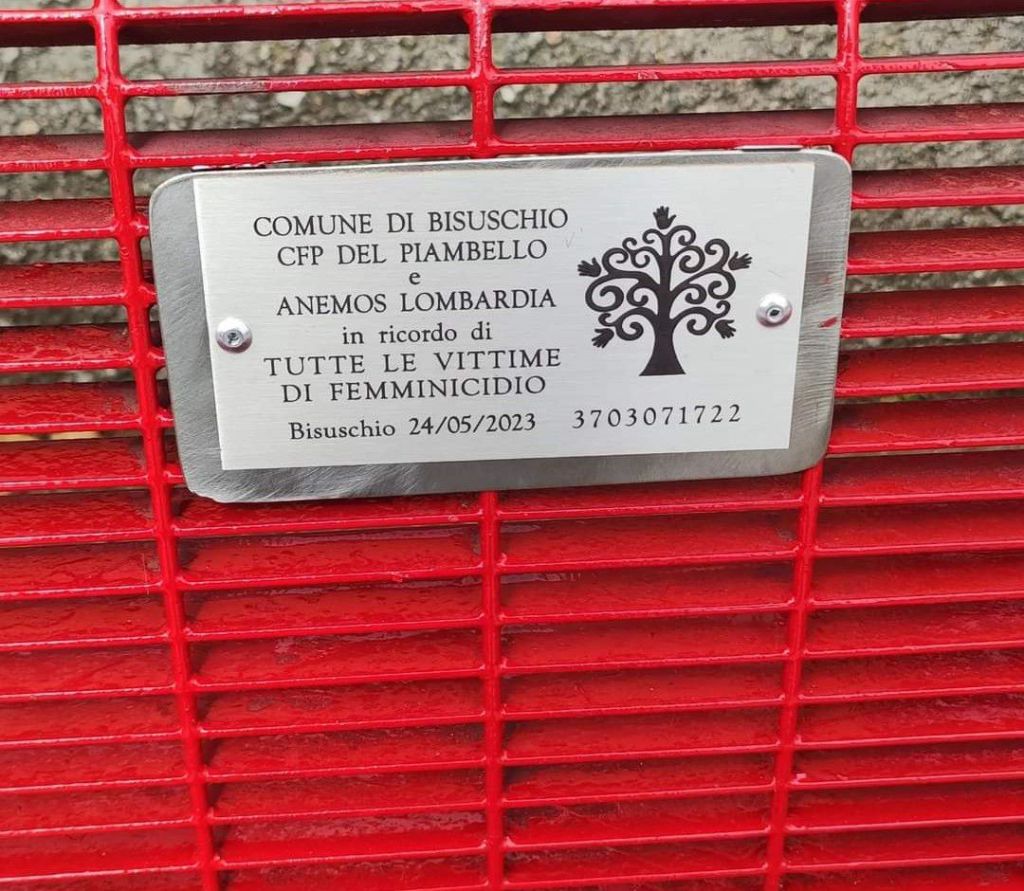 COMUNE DI BISUSCHIO
CFP DEL PIAMBELLO
e
ANEMOS LOMBARDIA
in ricordo di
TUTTE LE VITTIME
DI FEMMINICIDIO
Bisuschio 24/05/2023 3703071722